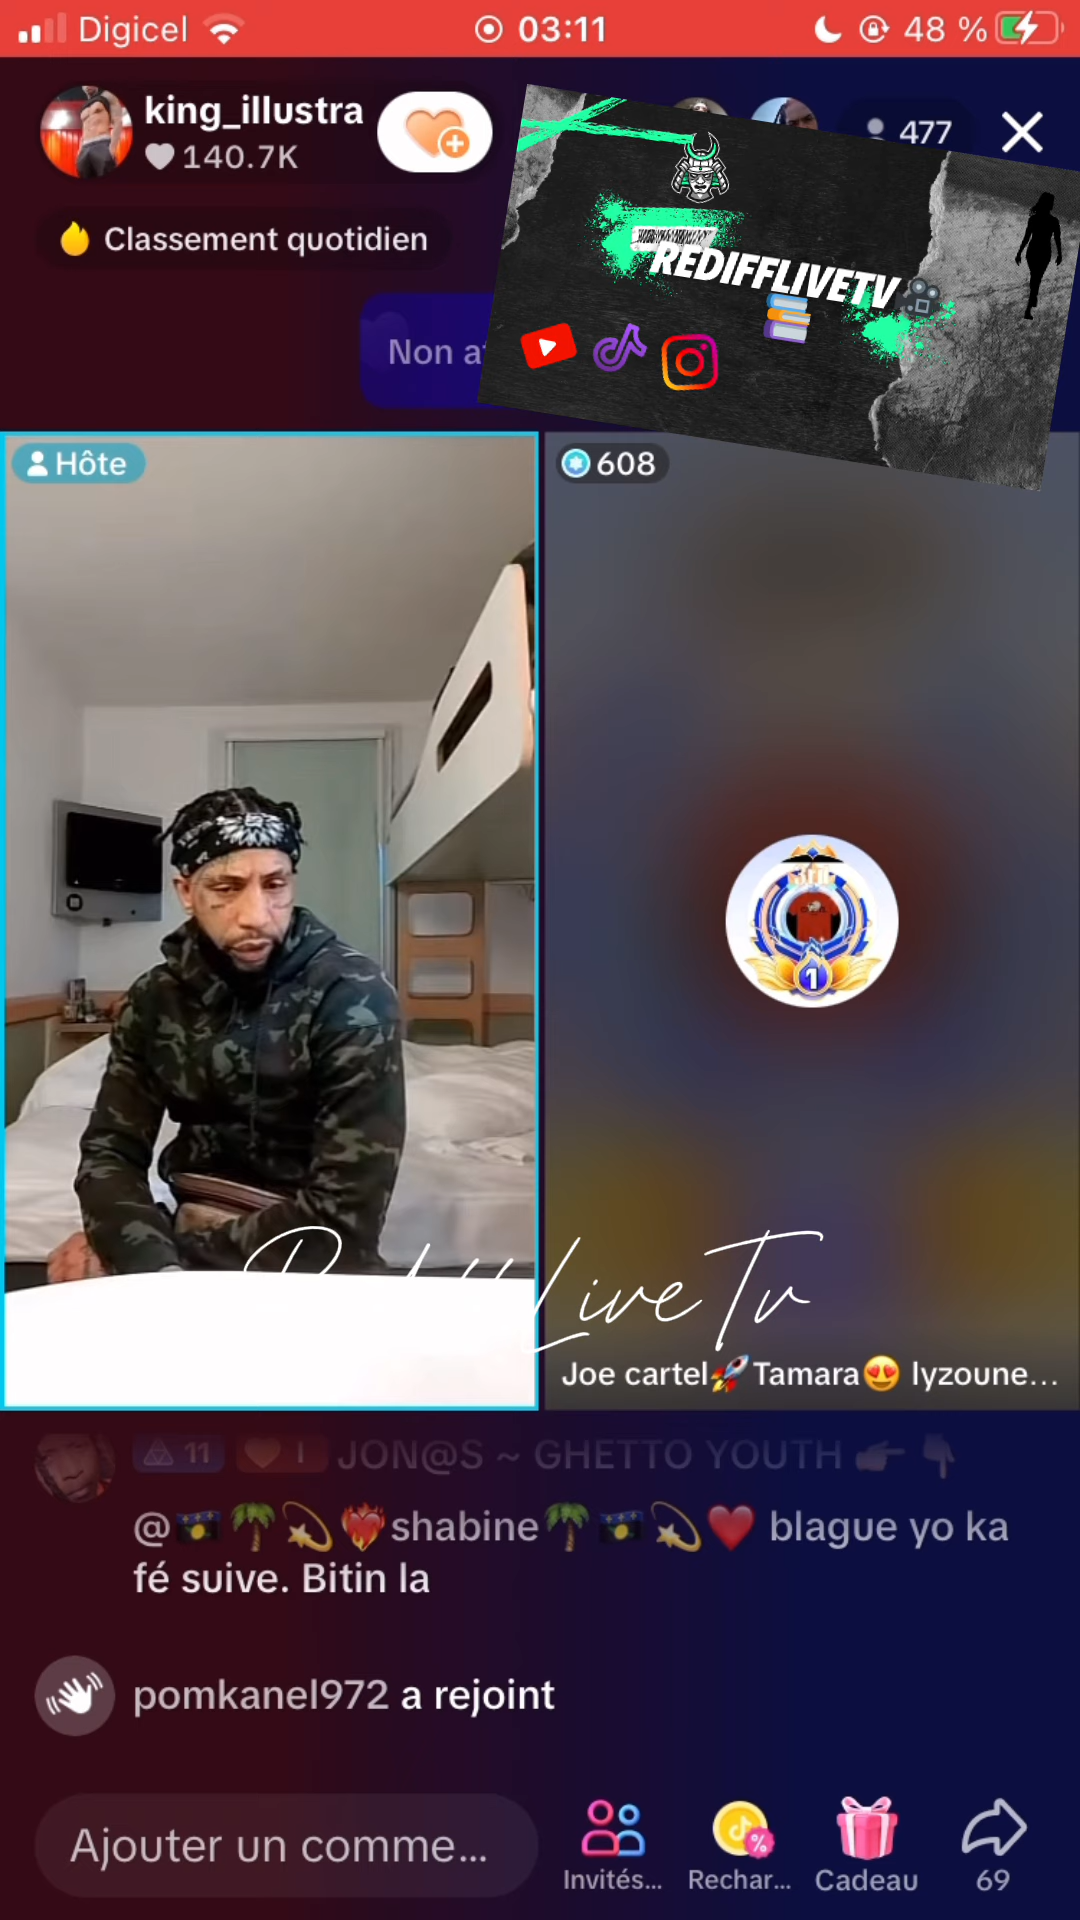 Digicel
03:11
48 %
king_illustra
140.7K
477
Classement quotidien
REDIFFLIVETV
Non a
Hôte
608
1
LiveTv
Joe cartel🚀Tamara😍 lyzoune...
11
I
JON@S ~ GHETTO YOUTH
@🇬🇵🌴💫❤️‍🔥shabine🌴🇬🇵💫❤️ blague yo ka
fé suive. Bitin la
pomkanel972 a rejoint
Ajouter un comme...
Invités...
Rechar...
Cadeau
69